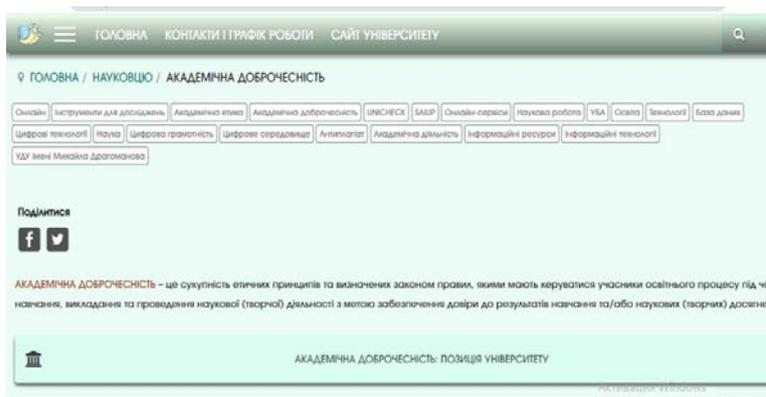 ГОЛОВНА КОНТАКТИ І ГРАФІК РОБОТИ САЙТ УНІВЕРСИТЕТУ
ГОЛОВНА / НАУКОВЦЮ / АКАДЕМІЧНА ДОБРОЧЕСНІСТЬ
Онлайн Інструменти для досліджень Академічна етика Академічна доброчесність UNICHECK SAIUP Онлайн-сервіси Наукова робота УБА Освіта Технології База даних
Цифрові технології Наука Цифрова грамотність Цифрове середовище Антиплагіат Академічна діяльність Інформаційні ресурси Інформаційні технології
УДУ імені Михайла Драгоманова
Поділитися
АКАДЕМІЧНА ДОБРОЧЕСНІСТЬ – це сукупність етичних принципів та визначених законом правил, якими мають керуватися учасники освітнього процесу під ч
навчання, викладання та проведення наукової (творчої) діяльності з метою забезпечення довіри до результатів навчання та/або наукових (творчих) досягне
АКАДЕМІЧНА ДОБРОЧЕСНІСТЬ: ПОЗИЦІЯ УНІВЕРСИТЕТУ
Активация Windows